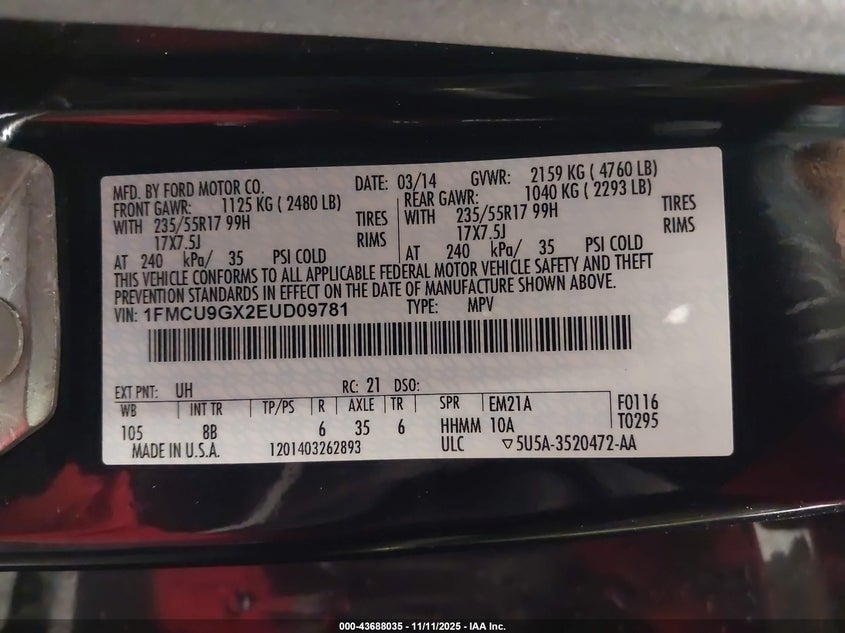 MFD. BY FORD MOTOR CO. DATE: 03/14 GVWR: 2159 KG ( 4760 LB)
FRONT GAWR: 1125 KG ( 2480 LB) REAR GAWR: 1040 KG ( 2293 LB)
WITH 235/55R17 99H TIRES WITH 235/55R17 99H TIRES
17X7.5J RIMS 17X7.5J RIMS
AT 240 kPa/ 35 PSI COLD AT 240 kPa/ 35 PSI COLD
THIS VEHICLE CONFORMS TO ALL APPLICABLE FEDERAL MOTOR VEHICLE SAFETY AND THEFT
PREVENTION STANDARDS IN EFFECT ON THE DATE OF MANUFACTURE SHOWN ABOVE.
VIN: 1FMCU9GX2EUD09781 TYPE: MPV
EXT PNT: UH RC: 21 DSO:
WB INT TR TP/PS R AXLE TR SPR EM21A F0116
105 8B 6 35 6 HHMM 10A T0295
MADE IN U.S.A. 1201403262893 ULC ▽5U5A-3520472-AA
000-43688035 - 11/11/2025 - IAA Inc.